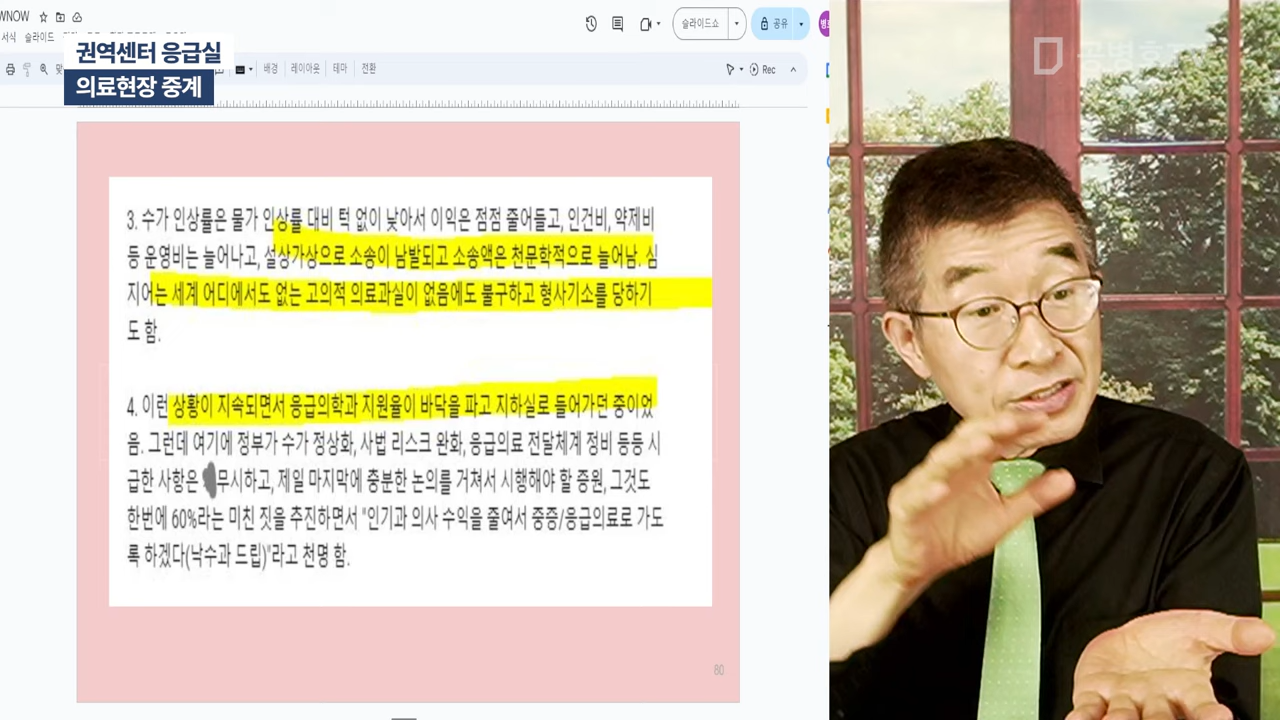 WNOW
서식 슬라이드
슬라이드쇼
공유
권역센터 응급실
의료현장 중계
배경 레이아웃 테마 전환
Rec
공병호
3. 수가 인상률은 물가 인상률 대비 턱 없이 낮아서 이익은 점점 줄어들고, 인건비, 약제비
등 운영비는 늘어나고, 설상가상으로 소송이 남발되고 소송액은 천문학적으로 늘어남. 심
지어는 세계 어디에서도 없는 고의적 의료과실이 없음에도 불구하고 형사기소를 당하기
도 함.
4. 이런 상황이 지속되면서 응급의학과 지원율이 바닥을 파고 지하실로 들어가던 중이었
음. 그런데 여기에 정부가 수가 정상화, 사법 리스크 완화, 응급의료 전달체계 정비 등등 시
급한 사항은 무시하고, 제일 마지막에 충분한 논의를 거쳐서 시행해야 할 증원, 그것도
한번에 60%라는 미친 짓을 추진하면서 "인기과 의사 수익을 줄여서 중증/응급의료로 가도
록 하겠다(낙수과 드립)"라고 천명 함.
80